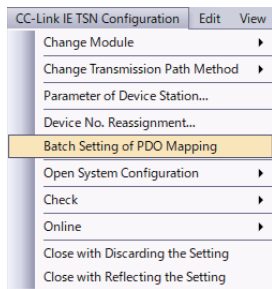 CC-Link IE TSN Configuration Edit View
Change Module
Change Transmission Path Method
Parameter of Device Station...
Device No. Reassignment...
Batch Setting of PDO Mapping
Open System Configuration
Check
Online
Close with Discarding the Setting
Close with Reflecting the Setting